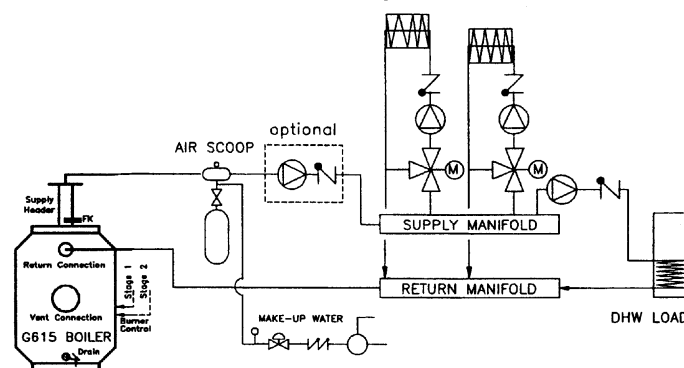 optional
AIR SCOOP
M
M
Supply
Header
FK
SUPPLY MANIFOLD
Return Connection
Stage 1
Stage 2
RETURN MANIFOLD
Vent Connection
Burner
Control
MAKE-UP WATER
G615 BOILER
DHW LOAD
Drain